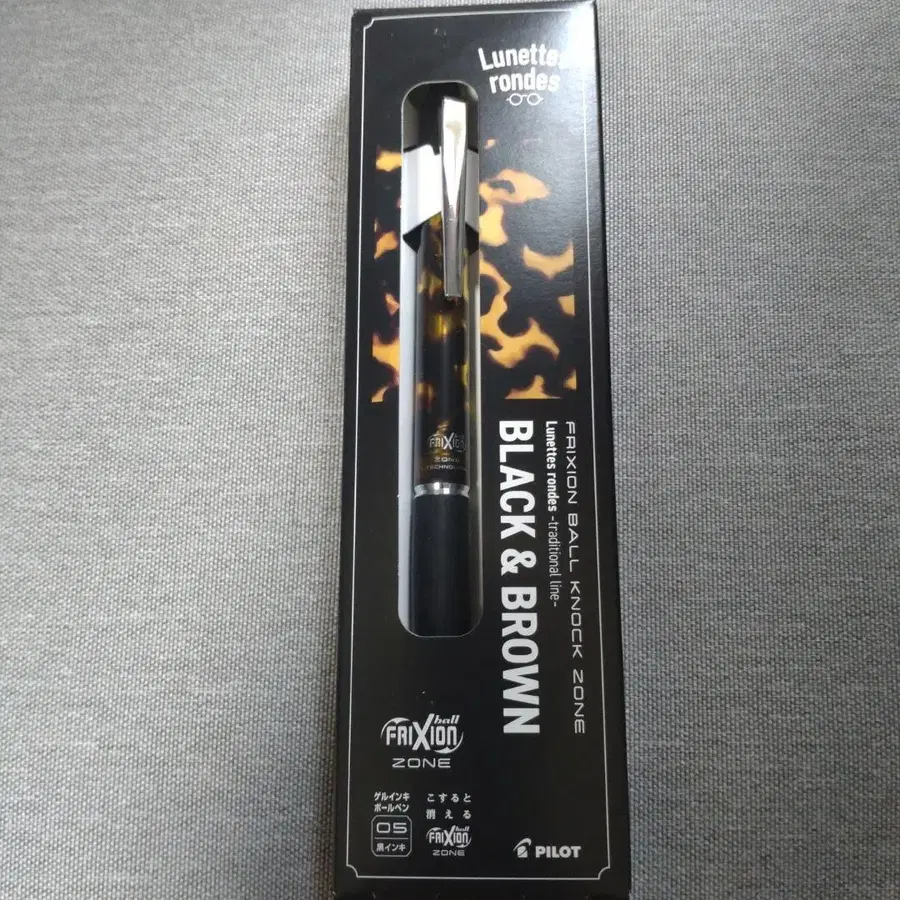 Lunettes
rondes
FRIXION BALL KNOCK ZONE
Lunettes rondes -traditional line-
BLACK & BROWN
FRIXION
ZONE
ball
FRIXION
ZONE
ゲルインキ
ボールペン
05
黒インキ
こすると
消える
ball
FRIXION
ZONE
PILOT